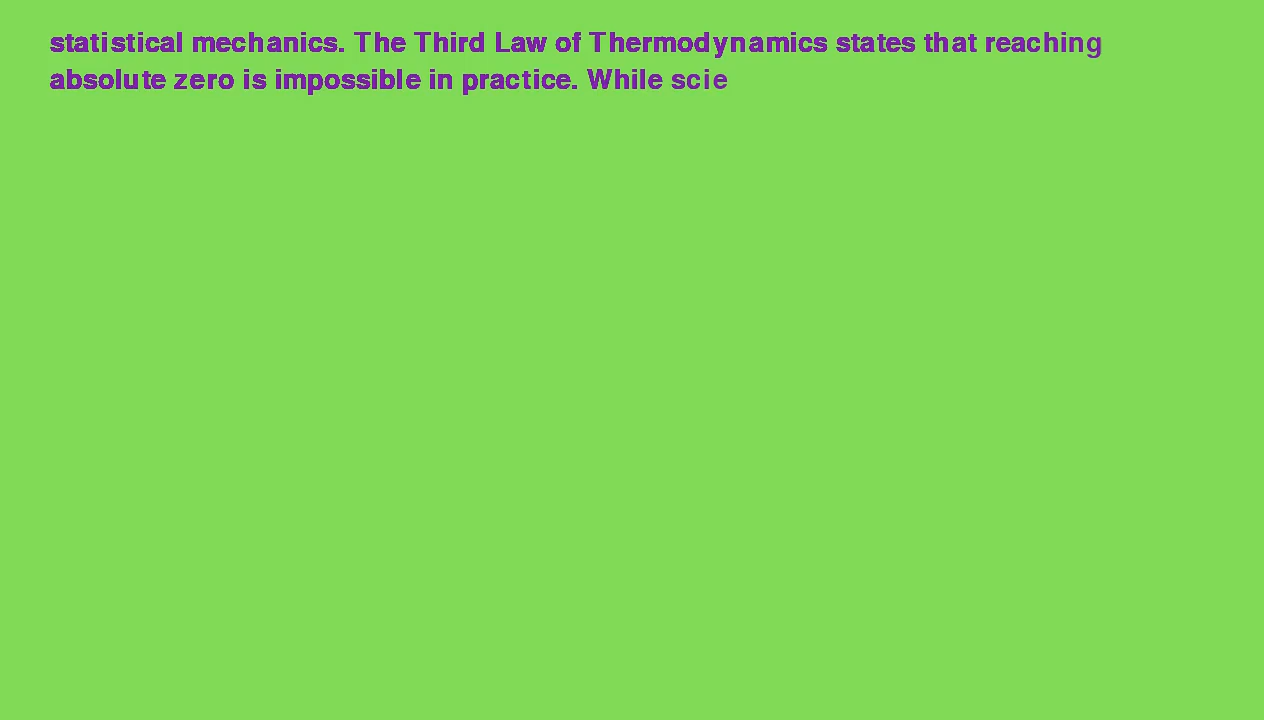 statistical mechanics. The Third Law of Thermodynamics states that reaching
absolute zero is impossible in practice. While scie